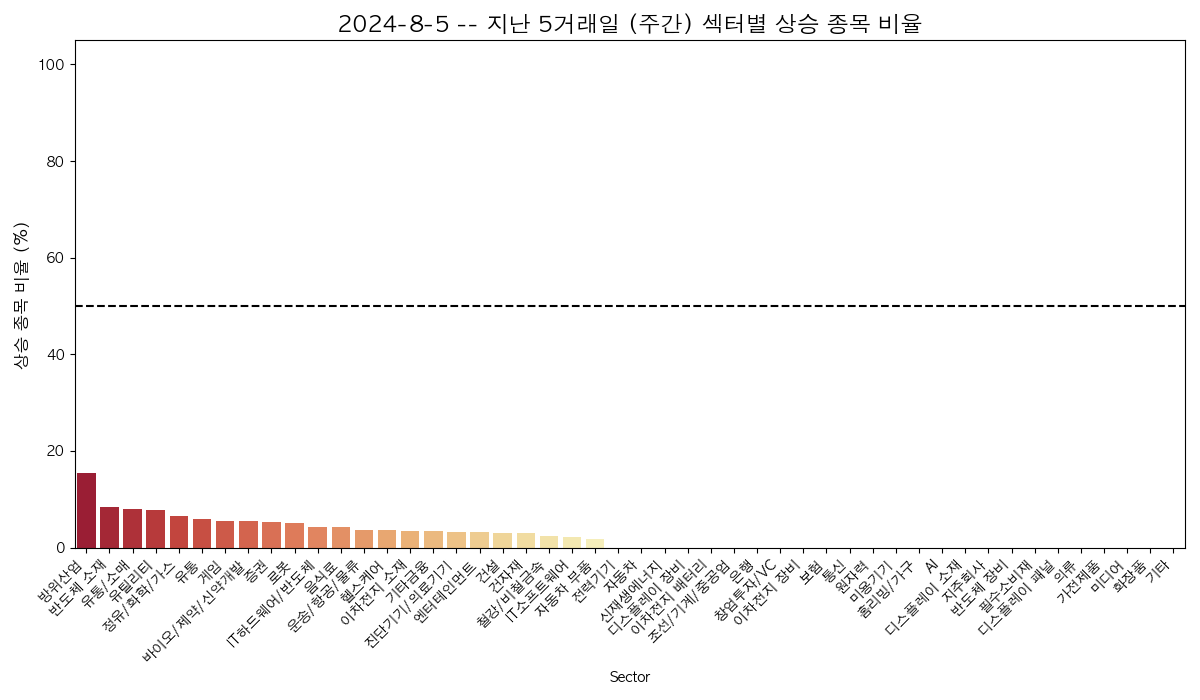 2024-8-5 -- 지난 5거래일 (주간) 섹터별 상승 종목 비율
상승 종목 비율 (%)
100
80
60
40
20
0
방위산업
반도체 소재
유통/소매
유틸리티
정유/화학/가스
유통
게임
바이오/제약/신약개발
증권
로봇
IT하드웨어/반도체
음식료
운송/항공/물류
헬스케어
이차전지 소재
기타금융
진단기기/의료기기
엔터테인먼트
건설
건자재
철강/비철금속
IT소프트웨어
자동차 부품
전력기기
자동차
신재생에너지
디스플레이 장비
이차전지 배터리
조선/기계/중공업
은행
창업투자/VC
이차전지 장비
보험
통신
원자력
미용기기
홈리빙/가구
AI
디스플레이 소재
지주회사
반도체 장비
필수소비재
디스플레이 패널
의류
가전제품
미디어
화장품
기타
Sector